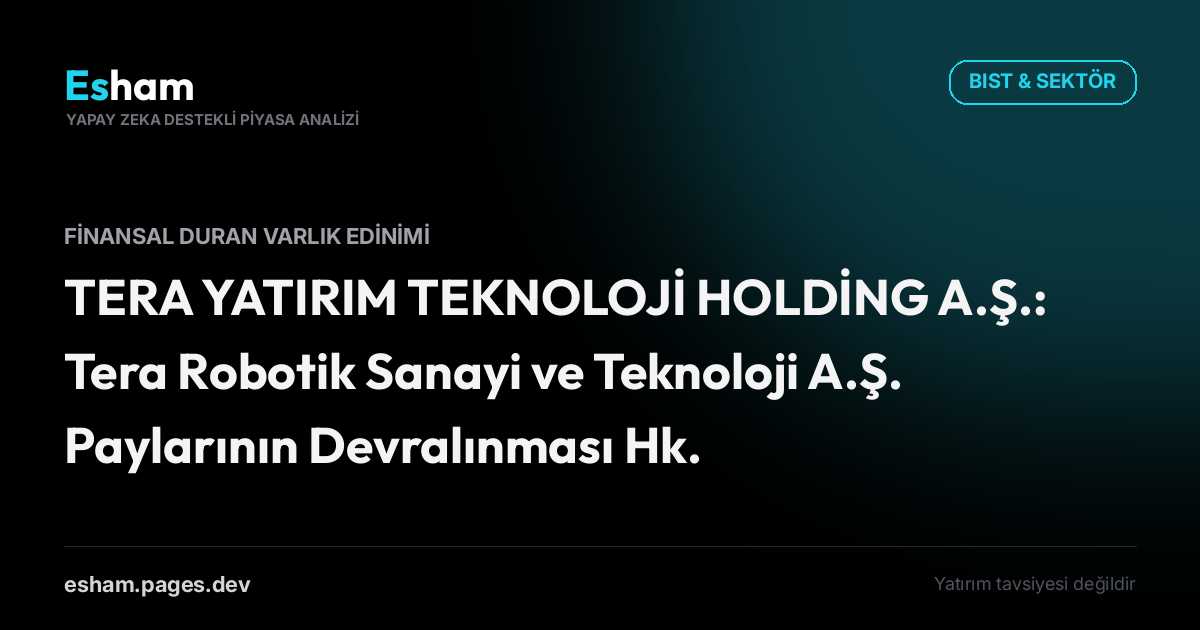 Esham
YAPAY ZEKA DESTEKLİ PİYASA ANALİZİ
BIST & SEKTÖR
FİNANSAL DURAN VARLIK EDİNİMİ
TERA YATIRIM TEKNOLOJİ HOLDİNG A.Ş.:
Tera Robotik Sanayi ve Teknoloji A.Ş.
Paylarının Devralınması Hk.
esham.pages.dev
Yatırım tavsiyesi değildir